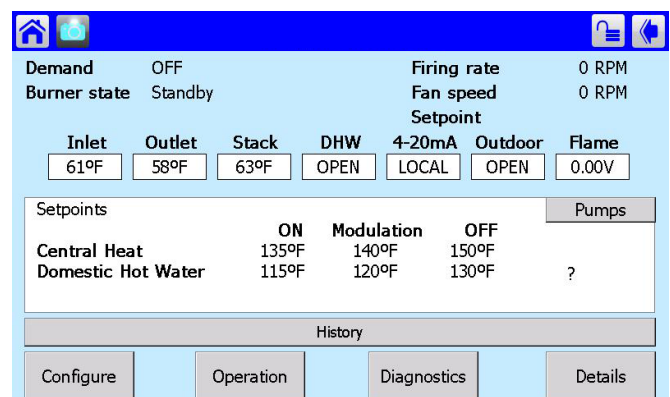 Demand OFF Firing rate 0 RPM
Burner state Standby Fan speed 0 RPM
Setpoint
Inlet Outlet Stack DHW 4-20mA Outdoor Flame
61ºF 58ºF 63ºF OPEN LOCAL OPEN 0.00V
Setpoints Pumps
ON Modulation OFF
Central Heat 135ºF 140ºF 150ºF
Domestic Hot Water 115ºF 120ºF 130ºF ?
History
Configure Operation Diagnostics Details